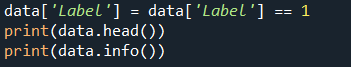 data['Label'] = data['Label'] == 1
print(data.head())
print(data.info())